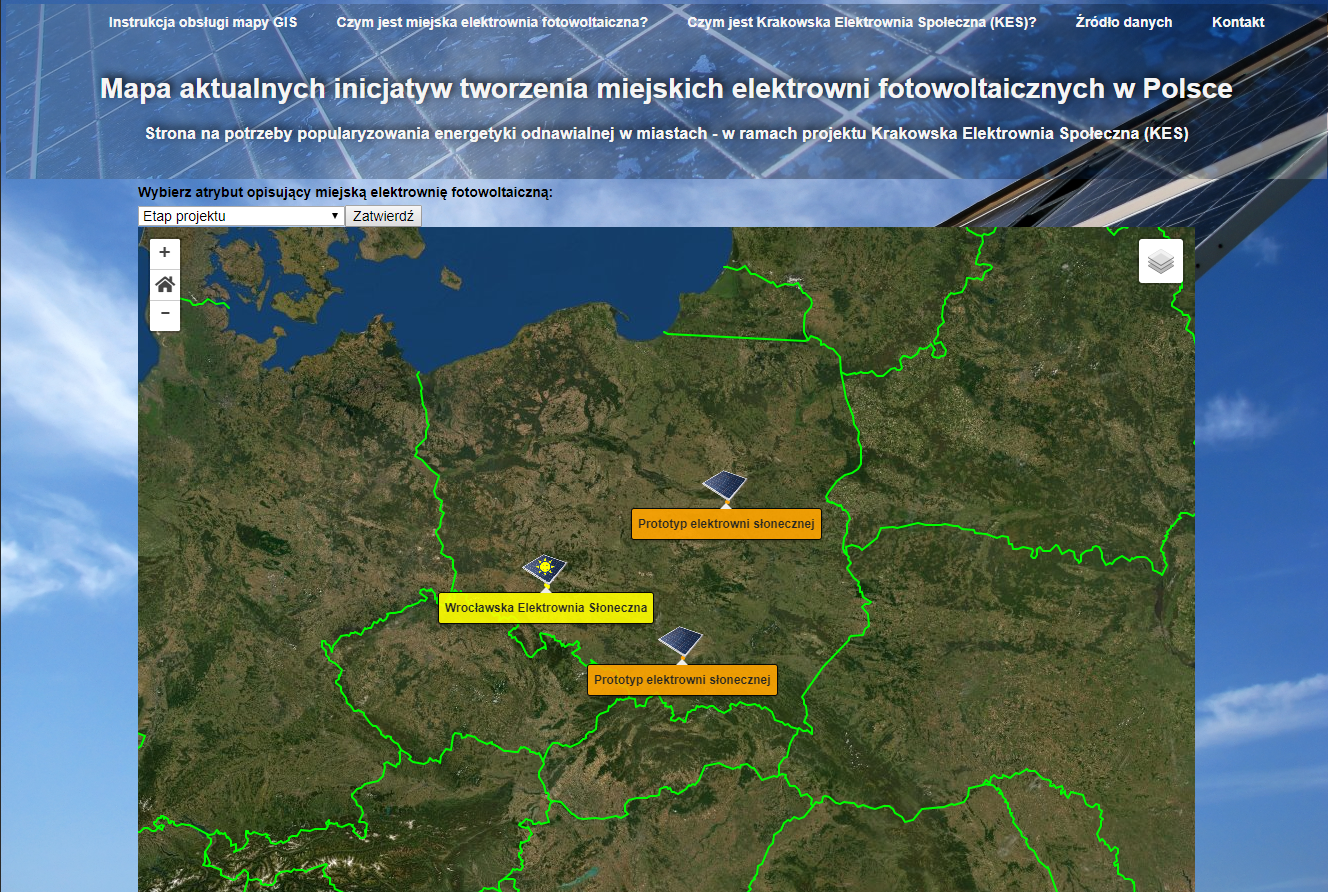 Instrukcja obsługi mapy GIS Czym jest miejska elektrownia fotowoltaiczna? Czym jest Krakowska Elektrownia Społeczna (KES)? Źródło danych Kontakt
Mapa aktualnych inicjatyw tworzenia miejskich elektrowni fotowoltaicznych w Polsce
Strona na potrzeby popularyzowania energetyki odnawialnej w miastach - w ramach projektu Krakowska Elektrownia Społeczna (KES)
Wybierz atrybut opisujący miejską elektrownię fotowoltaiczną:
Etap projektu Zatwierdź
+
−
Prototyp elektrowni słonecznej
Wrocławska Elektrownia Słoneczna
Prototyp elektrowni słonecznej